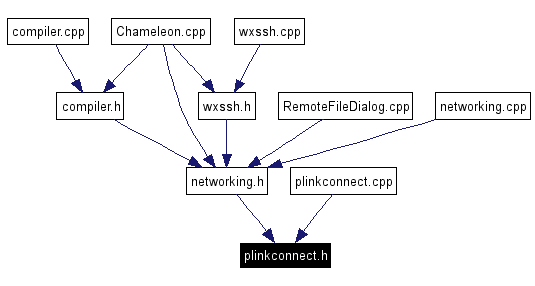 compiler.cpp
Chameleon.cpp
wxssh.cpp
compiler.h
wxssh.h
RemoteFileDialog.cpp
networking.cpp
networking.h
plinkconnect.cpp
plinkconnect.h